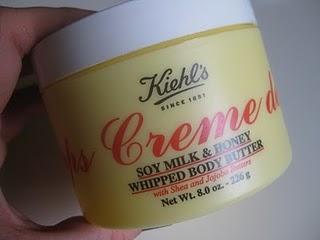 Kiehl's
SINCE 1851
Creme d
SOY MILK & HONEY
WHIPPED BODY BUTTER
with Shea and Jojoba Butters
Net Wt. 8.0 oz. - 226 g